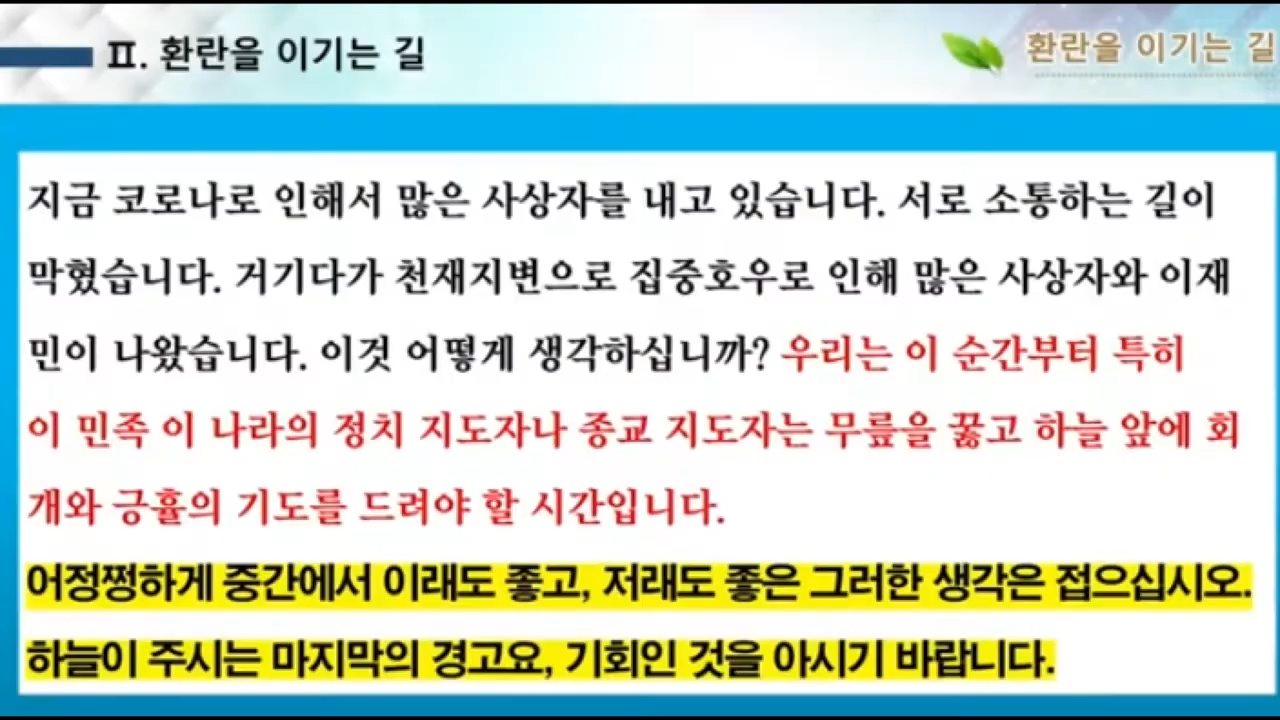 Ⅱ. 환란을 이기는 길
환란을 이기는 길
지금 코로나로 인해서 많은 사상자를 내고 있습니다. 서로 소통하는 길이
막혔습니다. 거기다가 천재지변으로 집중호우로 인해 많은 사상자와 이재
민이 나왔습니다. 이것 어떻게 생각하십니까? 우리는 이 순간부터 특히
이 민족 이 나라의 정치 지도자나 종교 지도자는 무릎을 꿇고 하늘 앞에 회
개와 긍휼의 기도를 드려야 할 시간입니다.
어정쩡하게 중간에서 이래도 좋고, 저래도 좋은 그러한 생각은 접으십시오.
하늘이 주시는 마지막의 경고요, 기회인 것을 아시기 바랍니다.